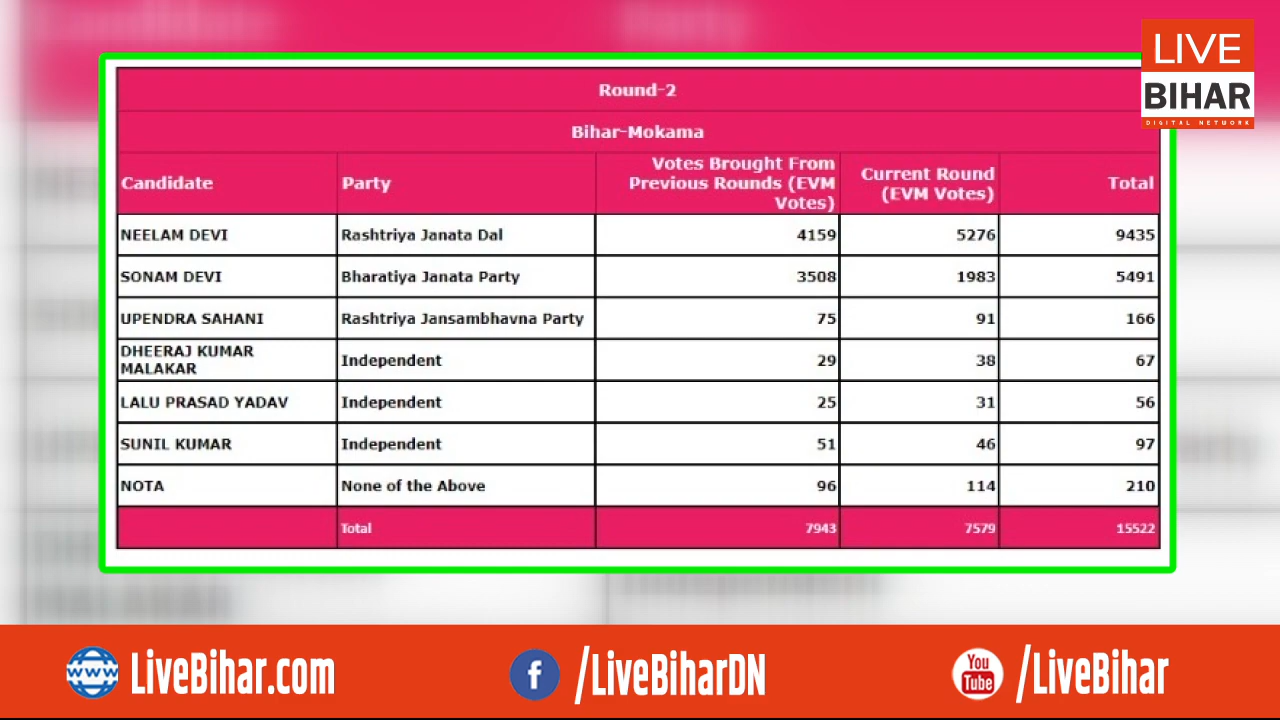 LIVE
BIHAR
DIGITAL NETWORK
Round-2
Bihar-Mokama
Candidate Party Votes Brought From Previous Rounds (EVM Votes) Current Round (EVM Votes) Total
NEELAM DEVI Rashtriya Janata Dal 4159 5276 9435
SONAM DEVI Bharatiya Janata Party 3508 1983 5491
UPENDRA SAHANI Rashtriya Jansambhavna Party 75 91 166
DHEERAJ KUMAR MALAKAR Independent 29 38 67
LALU PRASAD YADAV Independent 25 31 56
SUNIL KUMAR Independent 51 46 97
NOTA None of the Above 96 114 210
Total 7943 7579 15522
www LiveBihar.com f /LiveBiharDN You Tube /LiveBihar